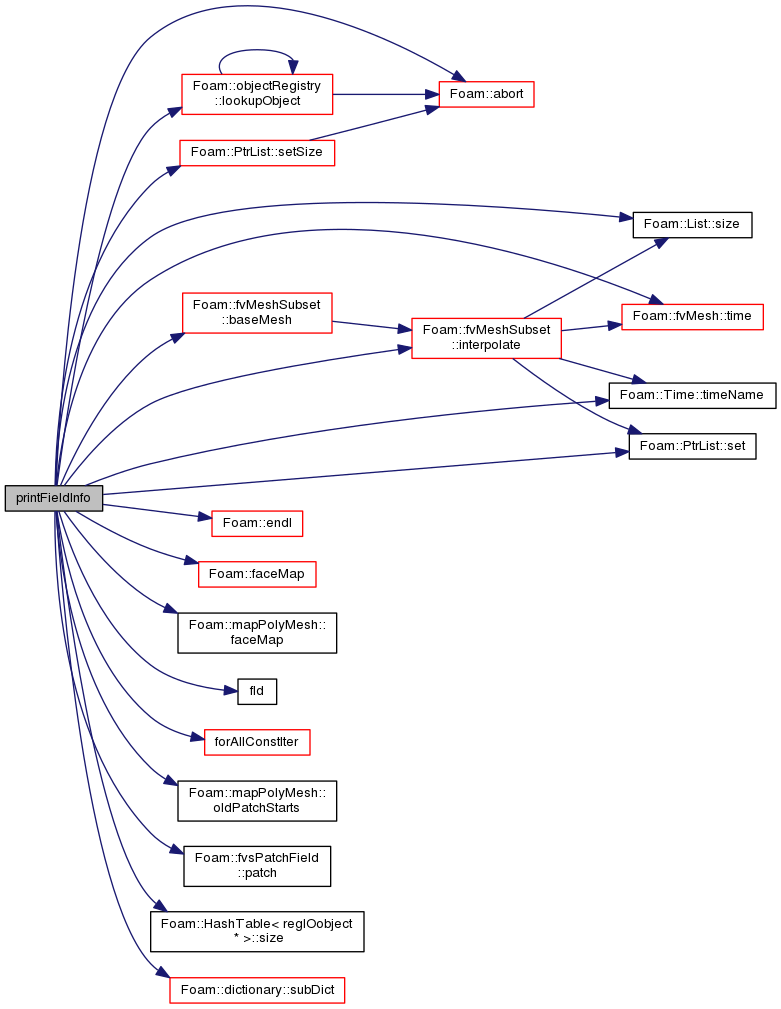 Foam::objectRegistry
::lookupObject
Foam::abort
Foam::PtrList::setSize
Foam::List::size
Foam::fvMeshSubset
::baseMesh
Foam::fvMesh::time
Foam::fvMeshSubset
::interpolate
Foam::Time::timeName
Foam::PtrList::set
printFieldInfo
Foam::endl
Foam::faceMap
Foam::mapPolyMesh::
faceMap
fld
forAllConstIter
Foam::mapPolyMesh::
oldPatchStarts
Foam::fvsPatchField
::patch
Foam::HashTable< regIOobject
* >::size
Foam::dictionary::subDict